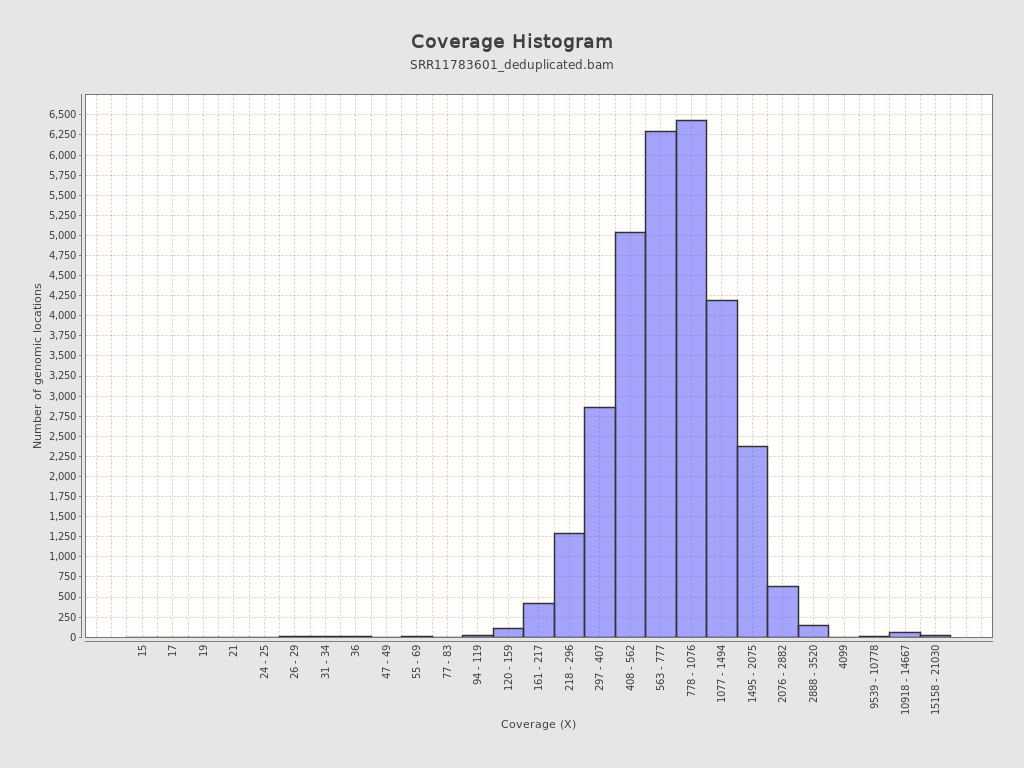 Coverage Histogram
SRR11783601_deduplicated.bam
Number of genomic locations
6,500
6,250
6,000
5,750
5,500
5,250
5,000
4,750
4,500
4,250
4,000
3,750
3,500
3,250
3,000
2,750
2,500
2,250
2,000
1,750
1,500
1,250
1,000
750
500
250
0
15
17
19
21
24 - 25
26 - 29
31 - 34
36
47 - 49
55 - 69
77 - 83
94 - 119
120 - 159
161 - 217
218 - 296
297 - 407
408 - 562
563 - 777
778 - 1076
1077 - 1494
1495 - 2075
2076 - 2882
2888 - 3520
4099
9539 - 10778
10918 - 14667
15158 - 21030
Coverage (X)